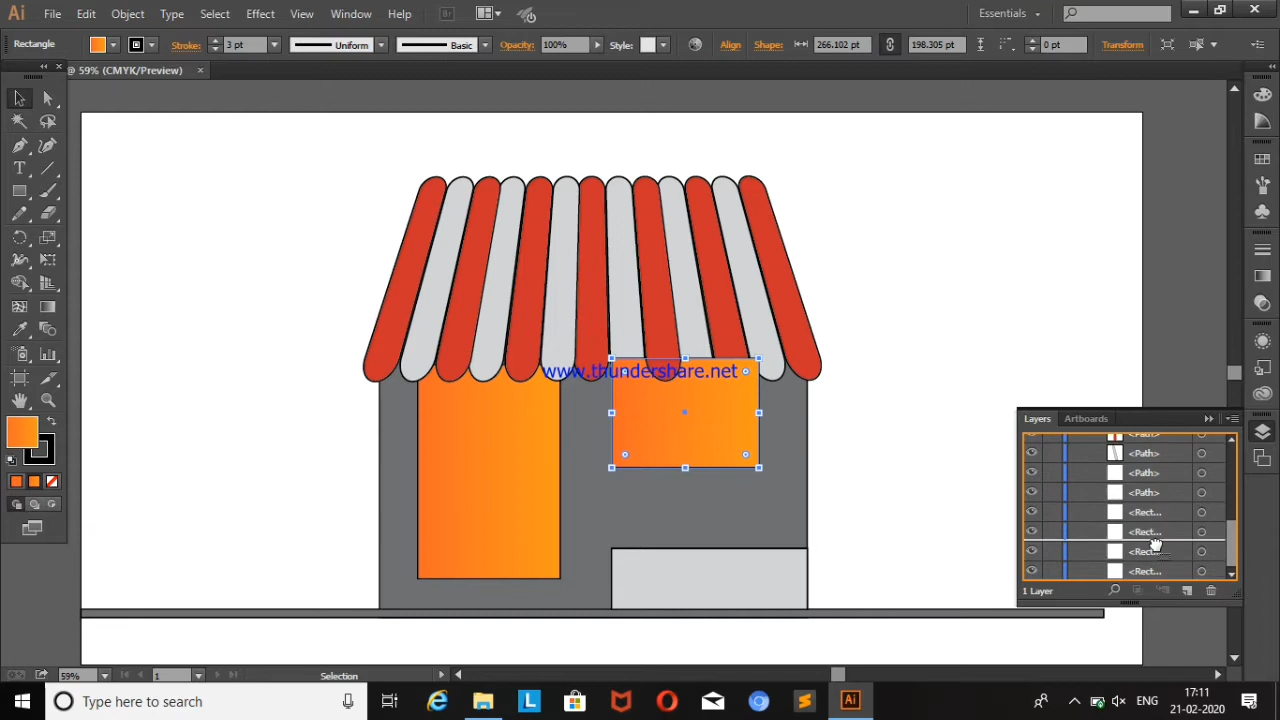 Ai File Edit Object Type Select Effect View Window Help Br Essentials
Rectangle Stroke: 3 pt Uniform Basic Opacity: 100% Style: Align Shape: 266.102 pt 198.305 pt 0 pt Transform
@ 59% (CMYK/Preview)
www.thundershare.net
Layers Artboards
<Path>
<Path>
<Path>
<Path>
<Rect...
<Rect...
<Rect...
<Rect...
1 Layer
59% 1 Selection
Type here to search L Ai ENG 17:11
21-02-2020